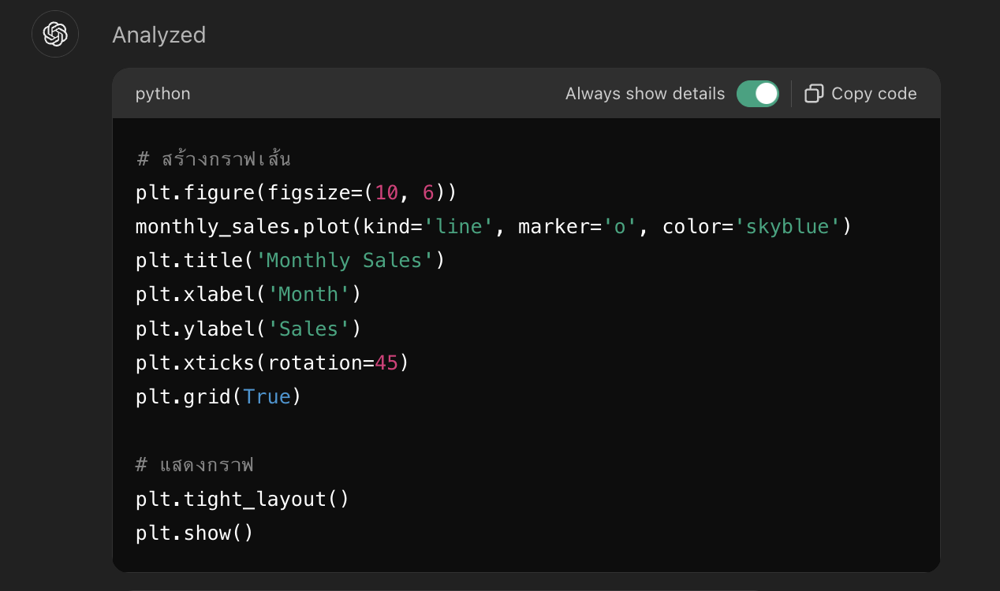 Analyzed
python Always show details Copy code
# สร้างกราฟเส้น
plt.figure(figsize=(10, 6))
monthly_sales.plot(kind='line', marker='o', color='skyblue')
plt.title('Monthly Sales')
plt.xlabel('Month')
plt.ylabel('Sales')
plt.xticks(rotation=45)
plt.grid(True)
# แสดงกราฟ
plt.tight_layout()
plt.show()